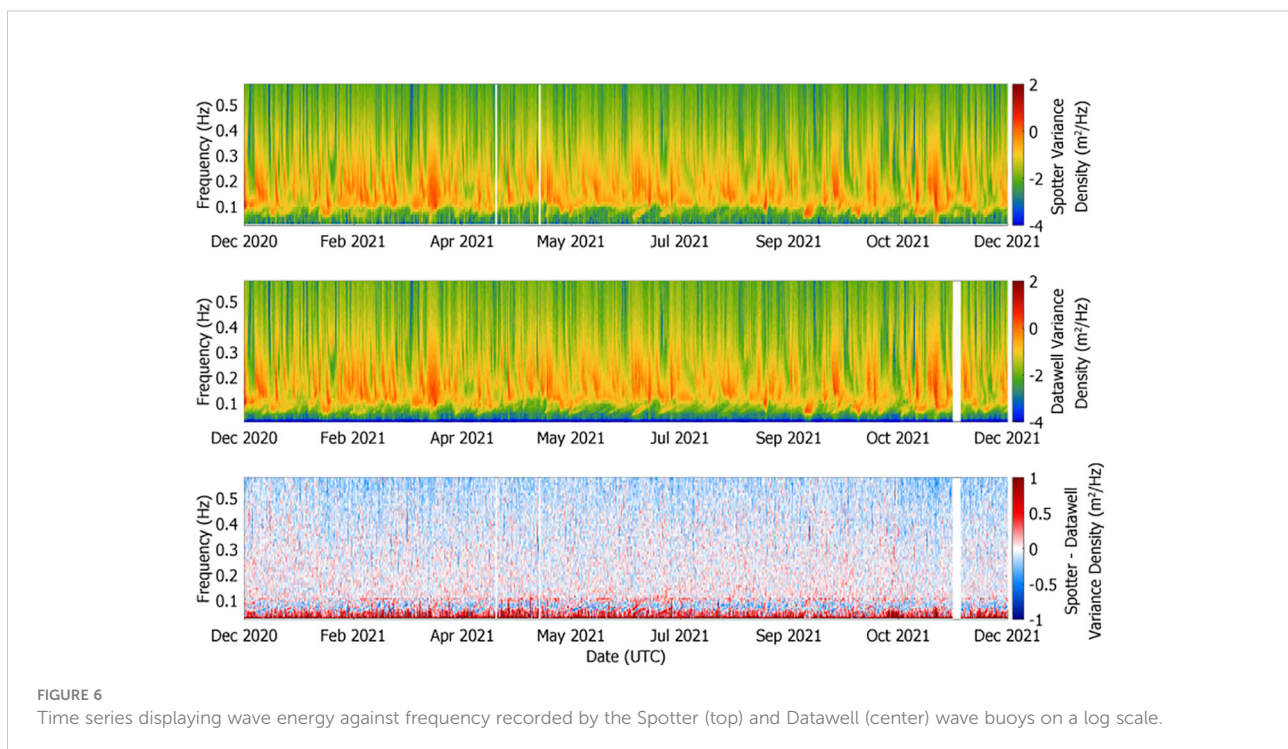 0.5
0.4
0.3
0.2
0.1
Frequency (Hz)
Dec 2020 Feb 2021 Apr 2021 May 2021 Jul 2021 Sep 2021 Oct 2021 Dec 2021
2
0
-2
-4
Spotter Variance
Density (m²/Hz)
0.5
0.4
0.3
0.2
0.1
Frequency (Hz)
Dec 2020 Feb 2021 Apr 2021 May 2021 Jul 2021 Sep 2021 Oct 2021 Dec 2021
2
0
-2
-4
Datawell Variance
Density (m²/Hz)
0.5
0.4
0.3
0.2
0.1
Frequency (Hz)
Dec 2020 Feb 2021 Apr 2021 May 2021 Jul 2021 Sep 2021 Oct 2021 Dec 2021
Date (UTC)
1
0.5
0
-0.5
-1
Spotter - Datawell
Variance Density (m²/Hz)
FIGURE 6
Time series displaying wave energy against frequency recorded by the Spotter (top) and Datawell (center) wave buoys on a log scale.